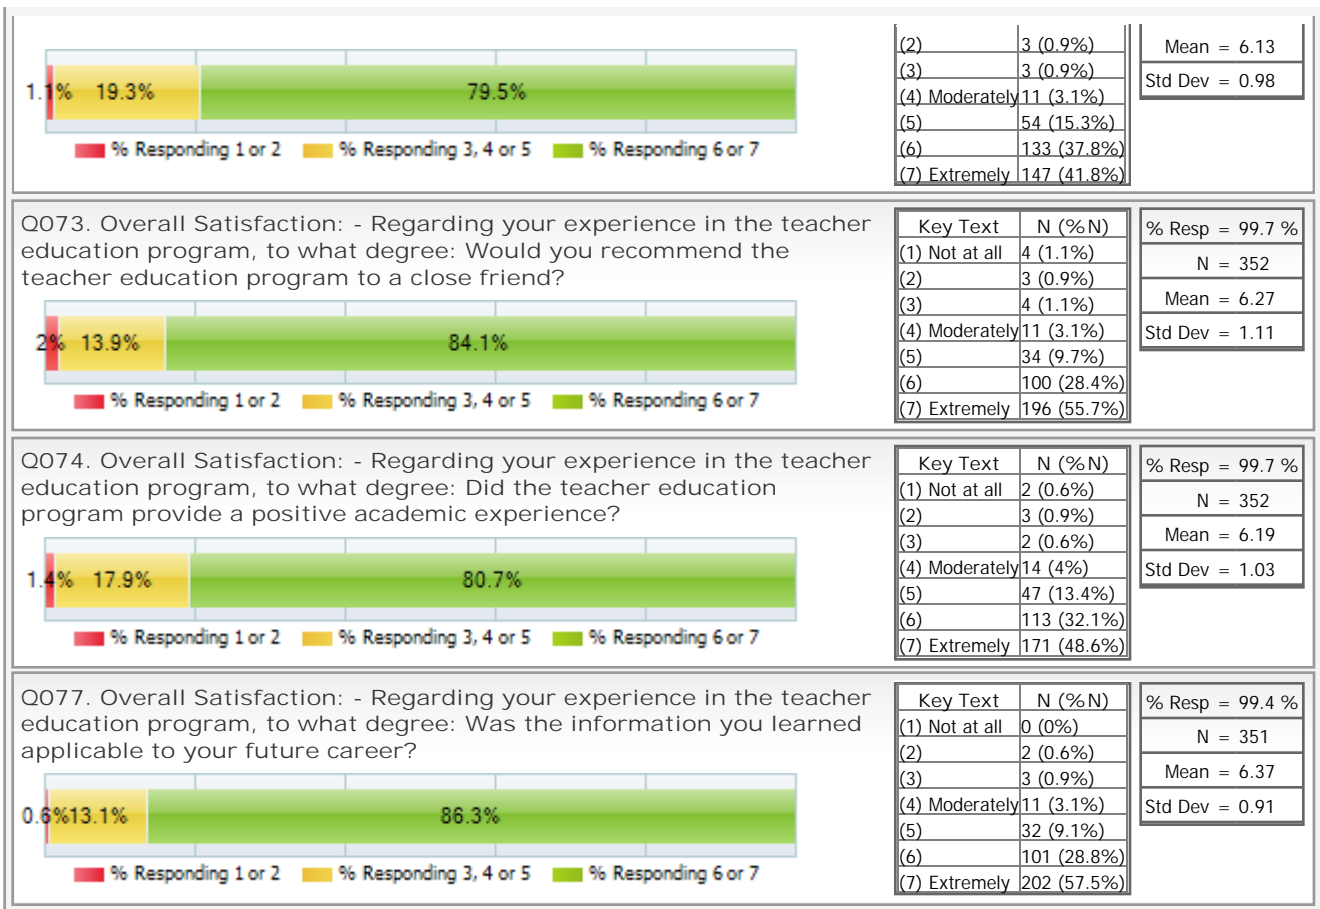 (2) 3 (0.9%)
(3) 3 (0.9%)
(4) Moderately 11 (3.1%)
(5) 54 (15.3%)
(6) 133 (37.8%)
(7) Extremely 147 (41.8%)
Mean = 6.13
Std Dev = 0.98
1.1% 19.3% 79.5%
% Responding 1 or 2 % Responding 3, 4 or 5 % Responding 6 or 7
Q073. Overall Satisfaction: - Regarding your experience in the teacher
education program, to what degree: Would you recommend the
teacher education program to a close friend?
2% 13.9% 84.1%
% Responding 1 or 2 % Responding 3, 4 or 5 % Responding 6 or 7
Key Text N (%N)
(1) Not at all 4 (1.1%)
(2) 3 (0.9%)
(3) 4 (1.1%)
(4) Moderately 11 (3.1%)
(5) 34 (9.7%)
(6) 100 (28.4%)
(7) Extremely 196 (55.7%)
% Resp = 99.7 %
N = 352
Mean = 6.27
Std Dev = 1.11
Q074. Overall Satisfaction: - Regarding your experience in the teacher
education program, to what degree: Did the teacher education
program provide a positive academic experience?
1.4% 17.9% 80.7%
% Responding 1 or 2 % Responding 3, 4 or 5 % Responding 6 or 7
Key Text N (%N)
(1) Not at all 2 (0.6%)
(2) 3 (0.9%)
(3) 2 (0.6%)
(4) Moderately 14 (4%)
(5) 47 (13.4%)
(6) 113 (32.1%)
(7) Extremely 171 (48.6%)
% Resp = 99.7 %
N = 352
Mean = 6.19
Std Dev = 1.03
Q077. Overall Satisfaction: - Regarding your experience in the teacher
education program, to what degree: Was the information you learned
applicable to your future career?
0.6% 13.1% 86.3%
% Responding 1 or 2 % Responding 3, 4 or 5 % Responding 6 or 7
Key Text N (%N)
(1) Not at all 0 (0%)
(2) 2 (0.6%)
(3) 3 (0.9%)
(4) Moderately 11 (3.1%)
(5) 32 (9.1%)
(6) 101 (28.8%)
(7) Extremely 202 (57.5%)
% Resp = 99.4 %
N = 351
Mean = 6.37
Std Dev = 0.91